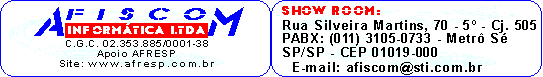 AFISCOM
INFORMÁTICA LTDA
C.G.C. 02.353.885/0001-38
Apoio AFRESP
Site: www.afresp.com.br
SHOW ROOM:
Rua Silveira Martins, 70 - 5º - Cj. 505
PABX: (011) 3105-0733 - Metrô Sé
SP/SP - CEP 01019-000
E-mail: afiscom@sti.com.br